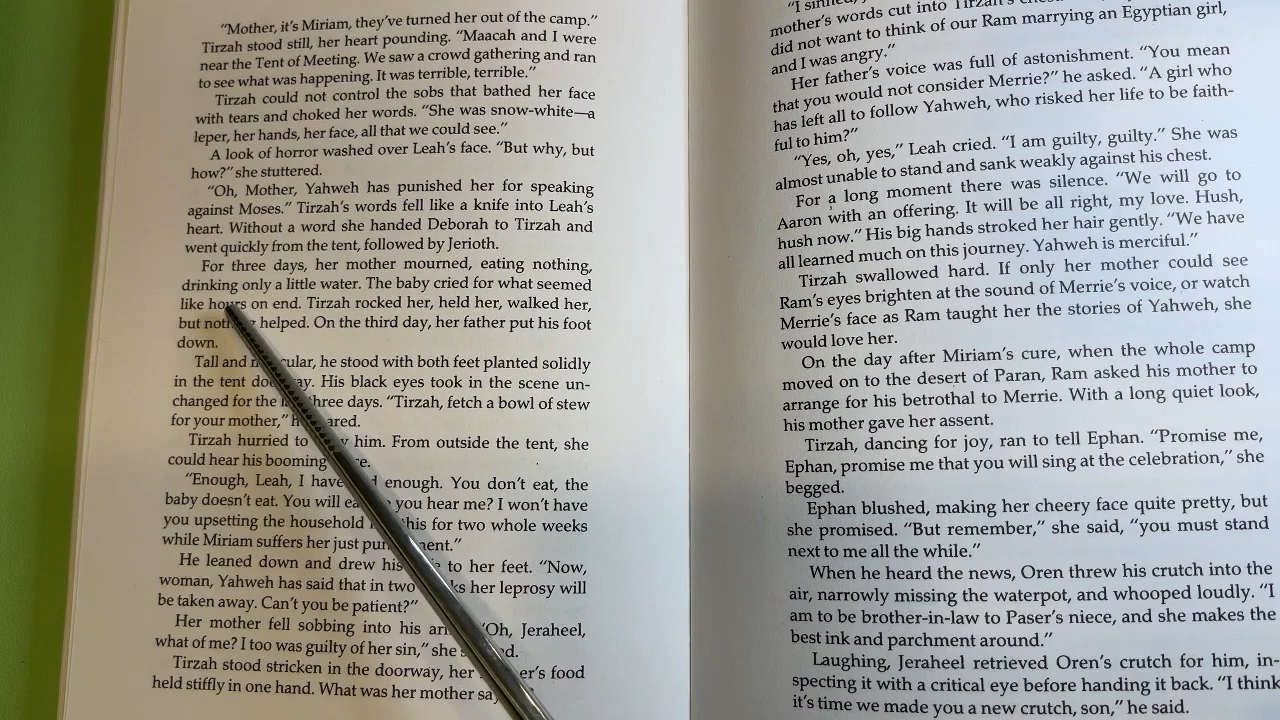 “Mother, it’s Miriam, they’ve turned her out of the camp.”
Tirzah stood still, her heart pounding. “Maacah and I were
near the Tent of Meeting. We saw a crowd gathering and ran
to see what was happening. It was terrible, terrible.”
Tirzah could not control the sobs that bathed her face
with tears and choked her words. “She was snow-white—a
leper, her hands, her face, all that we could see.”
A look of horror washed over Leah’s face. “But why, but
how?” she stuttered.
“Oh, Mother, Yahweh has punished her for speaking
against Moses.” Tirzah’s words fell like a knife into Leah’s
heart. Without a word she handed Deborah to Tirzah and
went quickly from the tent, followed by Jerioth.
For three days, her mother mourned, eating nothing,
drinking only a little water. The baby cried for what seemed
like hours on end. Tirzah rocked her, held her, walked her,
but helped. On the third day, her father put his foot
down.
Tall and he stood with both feet planted solidly
in the tent His black eyes took in the scene un-
changed for the three days. “Tirzah, fetch a bowl of stew
for your mother,”
Tirzah hurried to him. From outside the tent, she
could hear his booming
“Enough, Leah, I have enough. You don’t eat, the
baby doesn’t eat. You will you hear me? I won’t have
you upsetting the household this for two whole weeks
while Miriam suffers her just
He leaned down and drew his to her feet. “Now,
woman, Yahweh has said that in two her leprosy will
be taken away. Can’t you be patient?”
Her mother fell sobbing into his “Oh, Jeraheel,
what of me? I too was guilty of her sin,” she
Tirzah stood stricken in the doorway, her food
held stiffly in one hand. What was her mother
“I
mother’s words cut into Tirzah’s
did not want to think of our Ram marrying an Egyptian girl,
and I was angry.”
Her father’s voice was full of astonishment. “You mean
that you would not consider Merrie?” he asked. “A girl who
has left all to follow Yahweh, who risked her life to be faith-
ful to him?”
“Yes, oh, yes,” Leah cried. “I am guilty, guilty.” She was
almost unable to stand and sank weakly against his chest.
For a long moment there was silence. “We will go to
Aaron with an offering. It will be all right, my love. Hush,
hush now.” His big hands stroked her hair gently. “We have
all learned much on this journey. Yahweh is merciful.”
Tirzah swallowed hard. If only her mother could see
Ram’s eyes brighten at the sound of Merrie’s voice, or watch
Merrie’s face as Ram taught her the stories of Yahweh, she
would love her.
On the day after Miriam’s cure, when the whole camp
moved on to the desert of Paran, Ram asked his mother to
arrange for his betrothal to Merrie. With a long quiet look,
his mother gave her assent.
Tirzah, dancing for joy, ran to tell Ephan. “Promise me,
Ephan, promise me that you will sing at the celebration,” she
begged.
Ephan blushed, making her cheery face quite pretty, but
she promised. “But remember,” she said, “you must stand
next to me all the while.”
When he heard the news, Oren threw his crutch into the
air, narrowly missing the waterpot, and whooped loudly. “I
am to be brother-in-law to Paser’s niece, and she makes the
best ink and parchment around.”
Laughing, Jeraheel retrieved Oren’s crutch for him, in-
specting it with a critical eye before handing it back. “I think
it’s time we made you a new crutch, son,” he said.